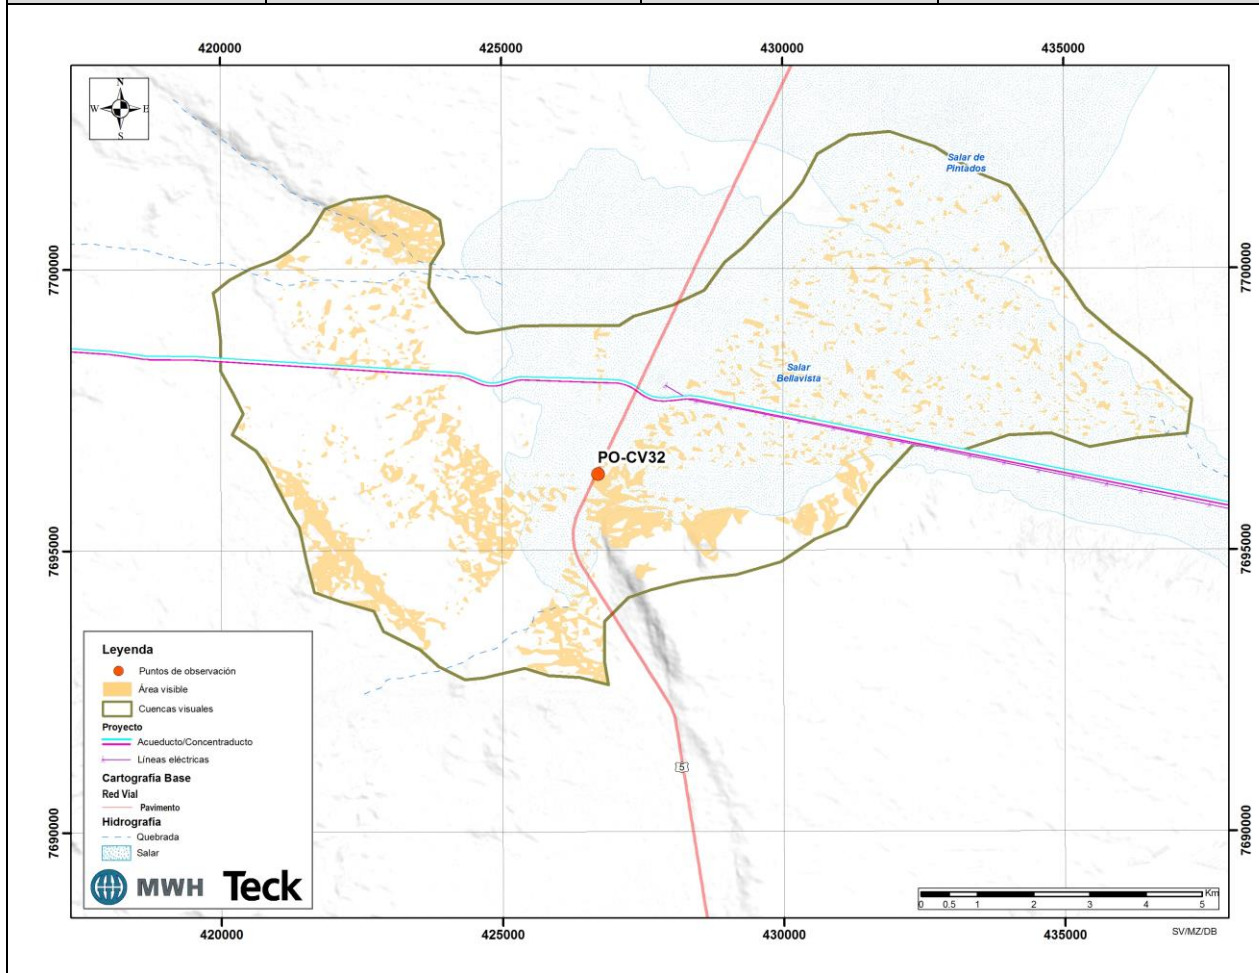 420000
425000
430000
435000
N
W
E
S
Salar de
Pintados
7700000
7700000
Salar
Bellavista
PO-CV32
7695000
7695000
Leyenda
Puntos de observación
Área visible
Cuencas visuales
Proyecto
Acueducto/Concentraducto
Líneas eléctricas
Cartografía Base
Red Vial
Pavimento
Hidrografía
Quebrada
Salar
MWH Teck
5
7690000
7690000
Km
0 0.5 1 2 3 4 5
420000
425000
430000
435000
SV/MZ/DB